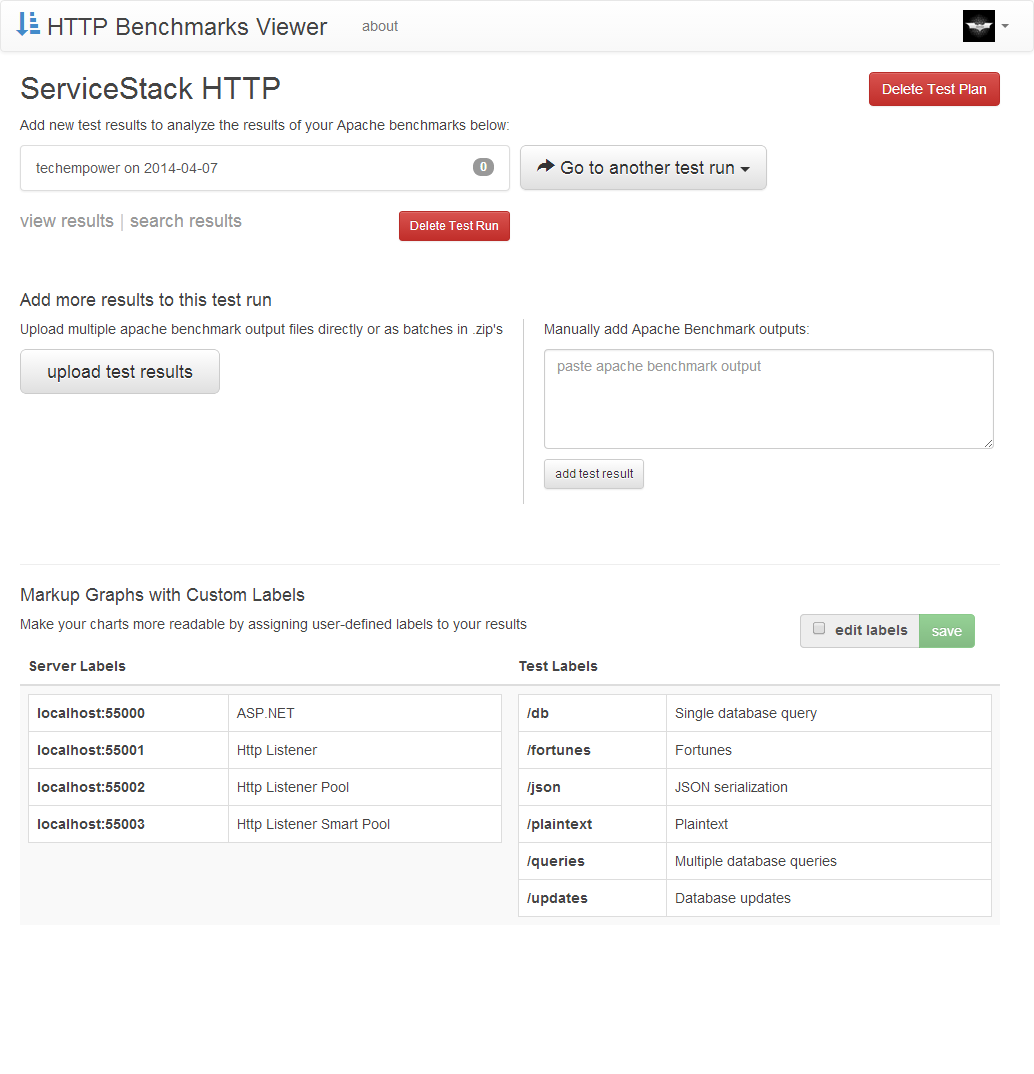 HTTP Benchmarks Viewer about
ServiceStack HTTP
Delete Test Plan
Add new test results to analyze the results of your Apache benchmarks below:
techempower on 2014-04-07 0
Go to another test run
view results | search results
Delete Test Run
Add more results to this test run
Upload multiple apache benchmark output files directly or as batches in .zip's
upload test results
Manually add Apache Benchmark outputs:
paste apache benchmark output
add test result
Markup Graphs with Custom Labels
Make your charts more readable by assigning user-defined labels to your results
edit labels save
Server Labels
localhost:55000 ASP.NET
localhost:55001 Http Listener
localhost:55002 Http Listener Pool
localhost:55003 Http Listener Smart Pool
Test Labels
/db Single database query
/fortunes Fortunes
/json JSON serialization
/plaintext Plaintext
/queries Multiple database queries
/updates Database updates